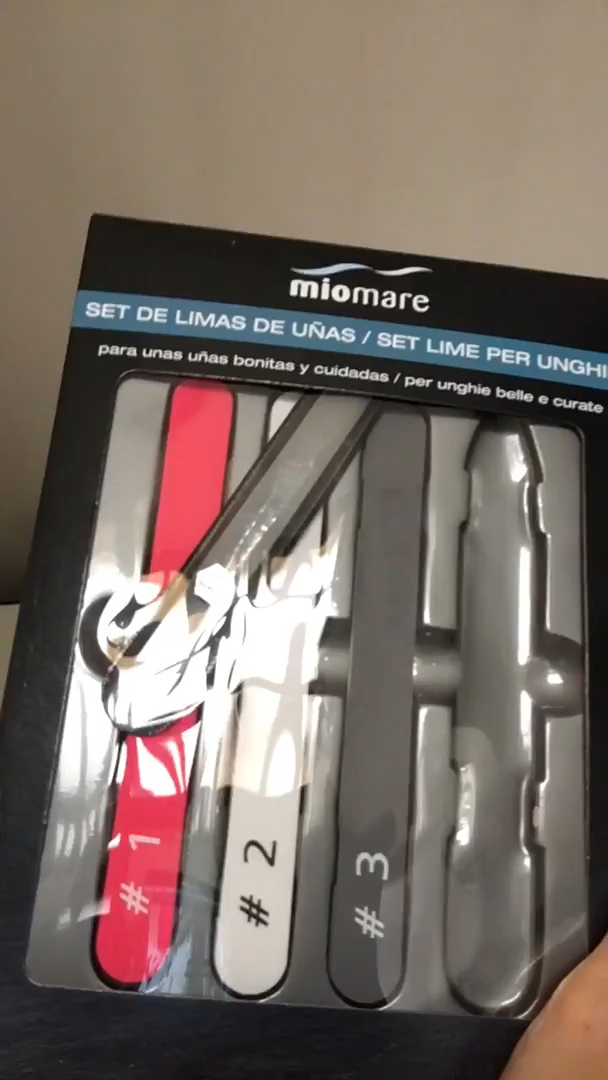 miomare
SET DE LIMAS DE UÑAS / SET LIME PER UNGHI
para unas uñas bonitas y cuidadas / per unghie belle e curate
# 1
# 2
# 3